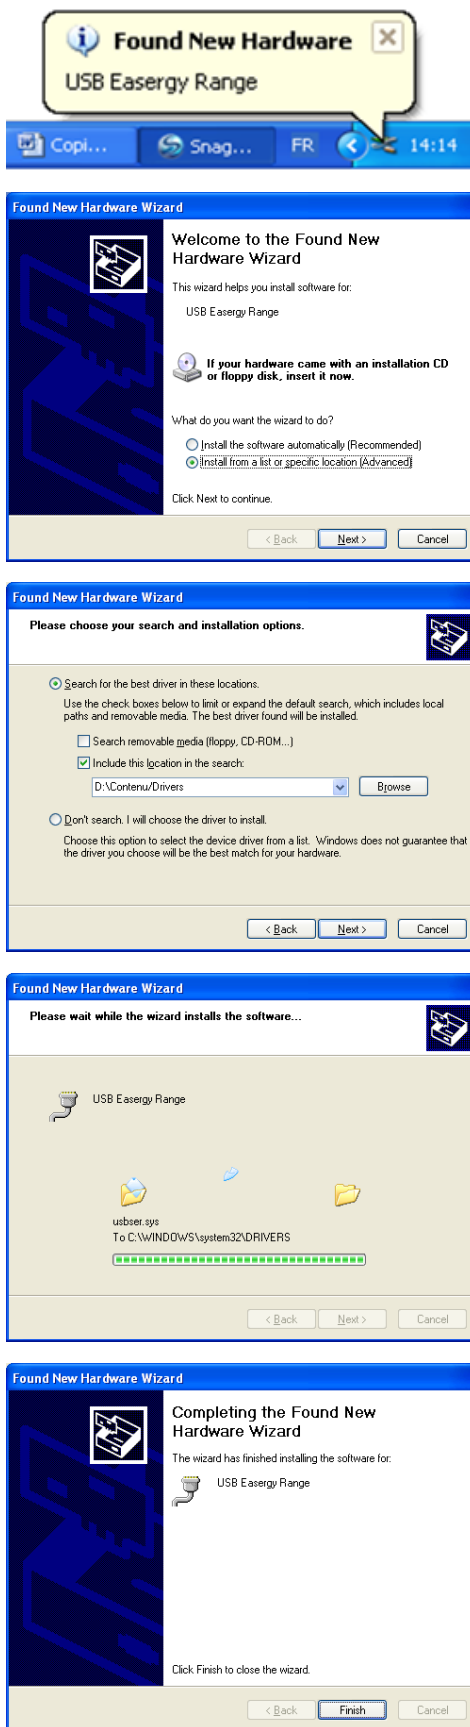 Found New Hardware
USB Easergy Range
Copi...
Snag...
FR
14:14
Found New Hardware Wizard
Welcome to the Found New
Hardware Wizard
This wizard helps you install software for:
USB Easergy Range
If your hardware came with an installation CD
or floppy disk, insert it now.
What do you want the wizard to do?
Install the software automatically (Recommended)
Install from a list or specific location (Advanced)
Click Next to continue.
< Back
Next >
Cancel
Found New Hardware Wizard
Please choose your search and installation options.
Search for the best driver in these locations.
Use the check boxes below to limit or expand the default search, which includes local
paths and removable media. The best driver found will be installed.
Search removable media (floppy, CD-ROM...)
Include this location in the search:
D:\Contenu/Drivers
Browse
Don't search. I will choose the driver to install.
Choose this option to select the device driver from a list. Windows does not guarantee that
the driver you choose will be the best match for your hardware.
< Back
Next >
Cancel
Found New Hardware Wizard
Please wait while the wizard installs the software...
USB Easergy Range
usbser.sys
To C:\WINDOWS\system32\DRIVERS
< Back
Next >
Cancel
Found New Hardware Wizard
Completing the Found New
Hardware Wizard
The wizard has finished installing the software for:
USB Easergy Range
Click Finish to close the wizard.
< Back
Finish
Cancel